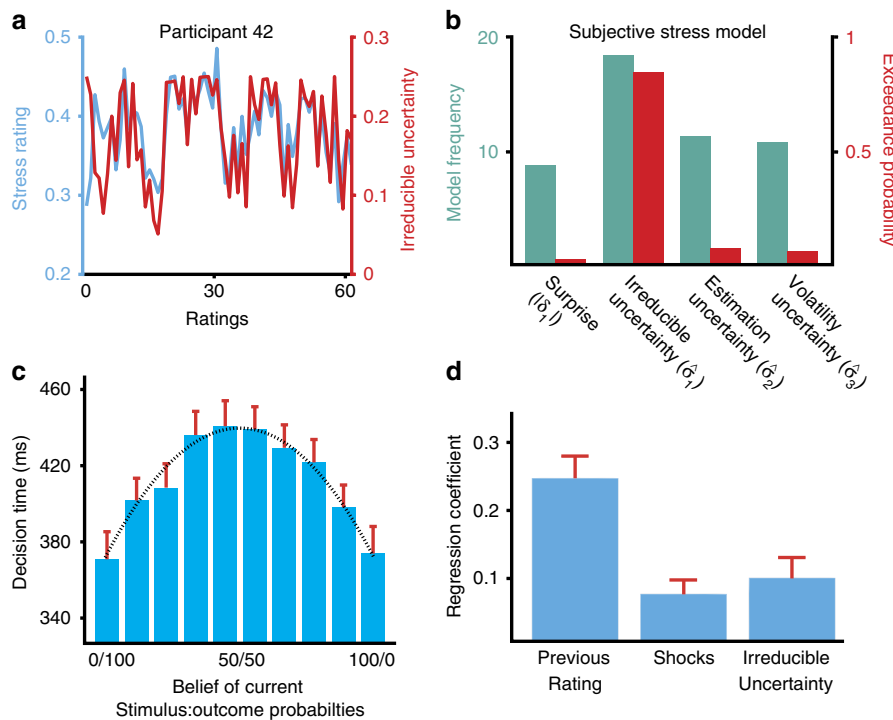 a
Participant 42
0.5
0.4
0.3
0.2
Stress rating
0.3
0.2
0.1
0
Irreducible uncertainty
0
30
60
Ratings
b
Subjective stress model
20
10
Model frequency
1
0.5
Exceedance
probability
Surprise
(|δ1|)
Irreducible
uncertainty (σ̂1)
Estimation
uncertainty (σ̂2)
Volatility
uncertainty (σ̂3)
c
460
420
380
340
Decision time (ms)
0/100
50/50
100/0
Belief of current
Stimulus:outcome probabilties
d
0.3
0.2
0.1
Regression coefficient
Previous
Rating
Shocks
Irreducible
Uncertainty